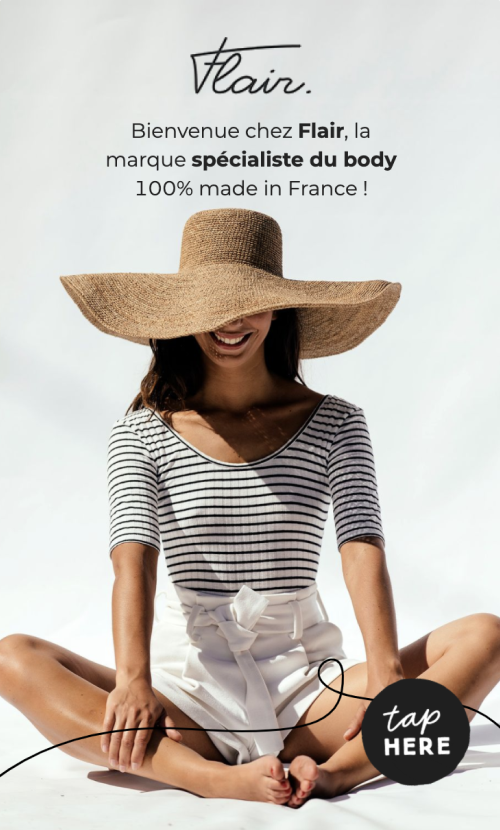 Flair.
Bienvenue chez Flair, la
marque spécialiste du body
100% made in France !
tap
HERE